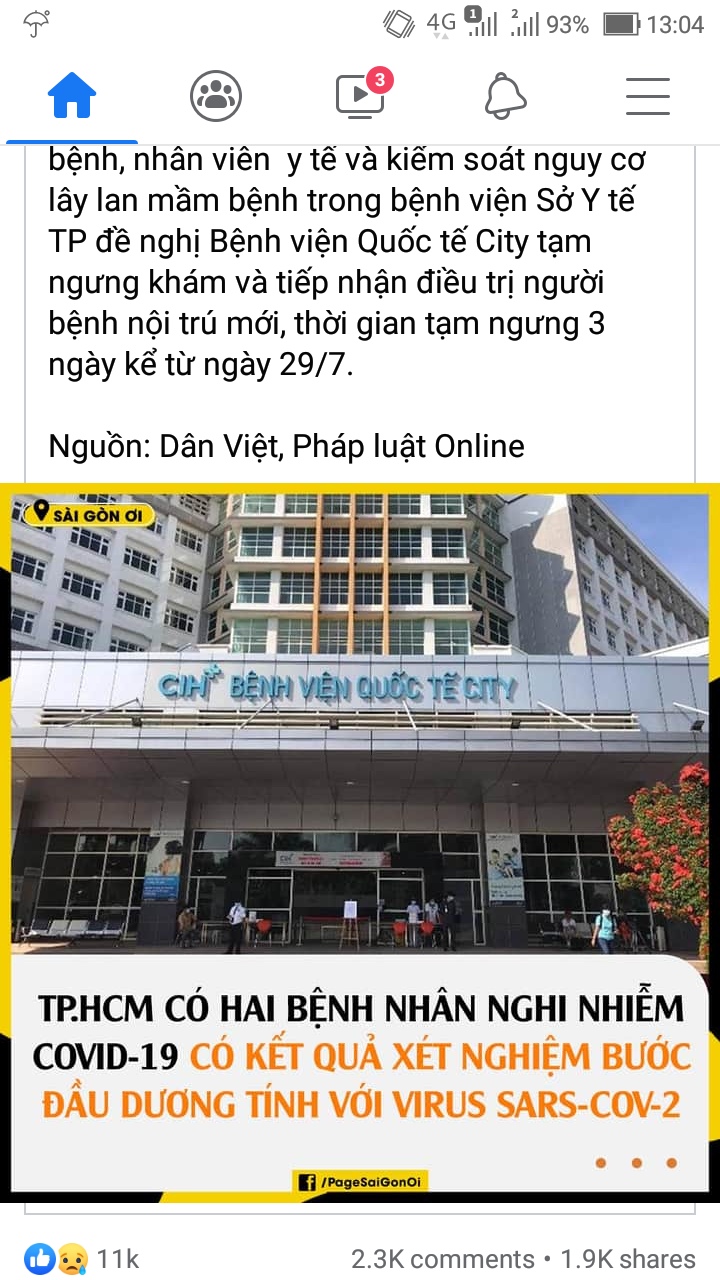 4G 1 2 93% 13:04
3
bệnh, nhân viên y tế và kiểm soát nguy cơ
lây lan mầm bệnh trong bệnh viện Sở Y tế
TP đề nghị Bệnh viện Quốc tế City tạm
ngưng khám và tiếp nhận điều trị người
bệnh nội trú mới, thời gian tạm ngưng 3
ngày kể từ ngày 29/7.
Nguồn: Dân Việt, Pháp luật Online
SÀI GÒN ƠI
CIH BỆNH VIỆN QUỐC TẾ CITY
TP.HCM CÓ HAI BỆNH NHÂN NGHI NHIỄM
COVID-19 CÓ KẾT QUẢ XÉT NGHIỆM BƯỚC
ĐẦU DƯƠNG TÍNH VỚI VIRUS SARS-COV-2
/PageSaiGonOi
11k 2.3K comments • 1.9K shares